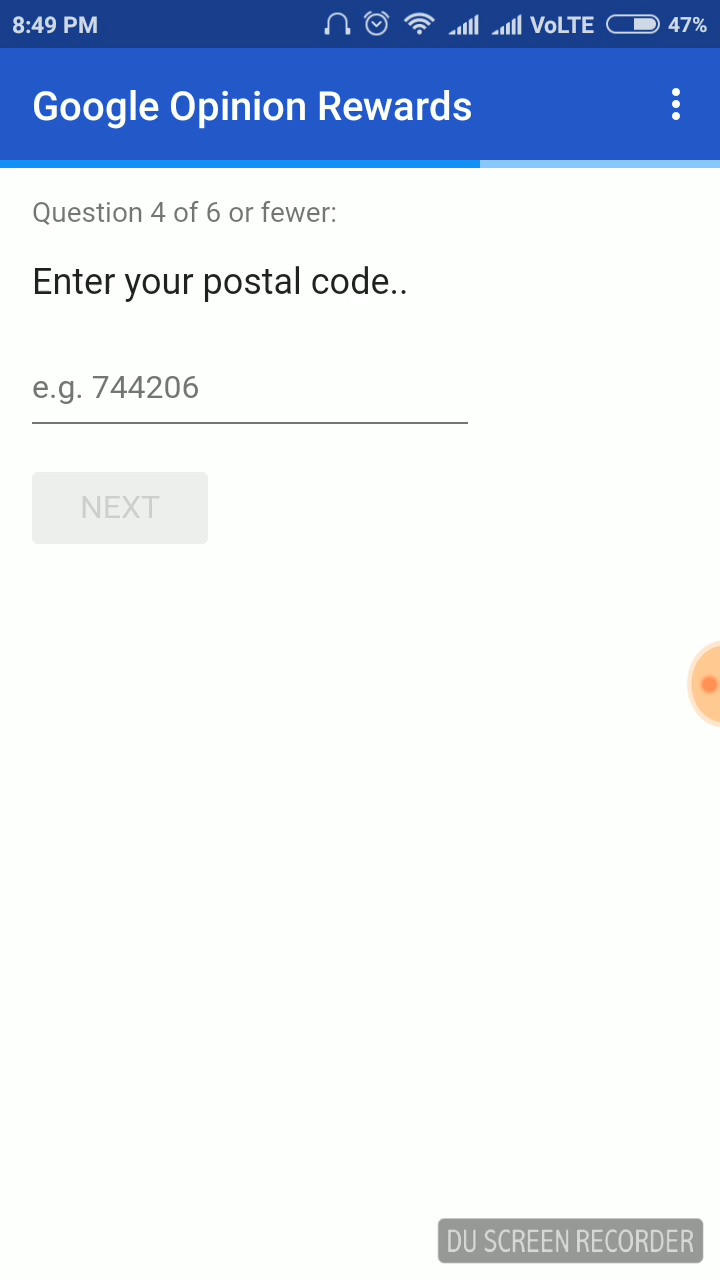 8:49 PM VoLTE 47%
Google Opinion Rewards
Question 4 of 6 or fewer:
Enter your postal code..
e.g. 744206
NEXT
DU SCREEN RECORDER